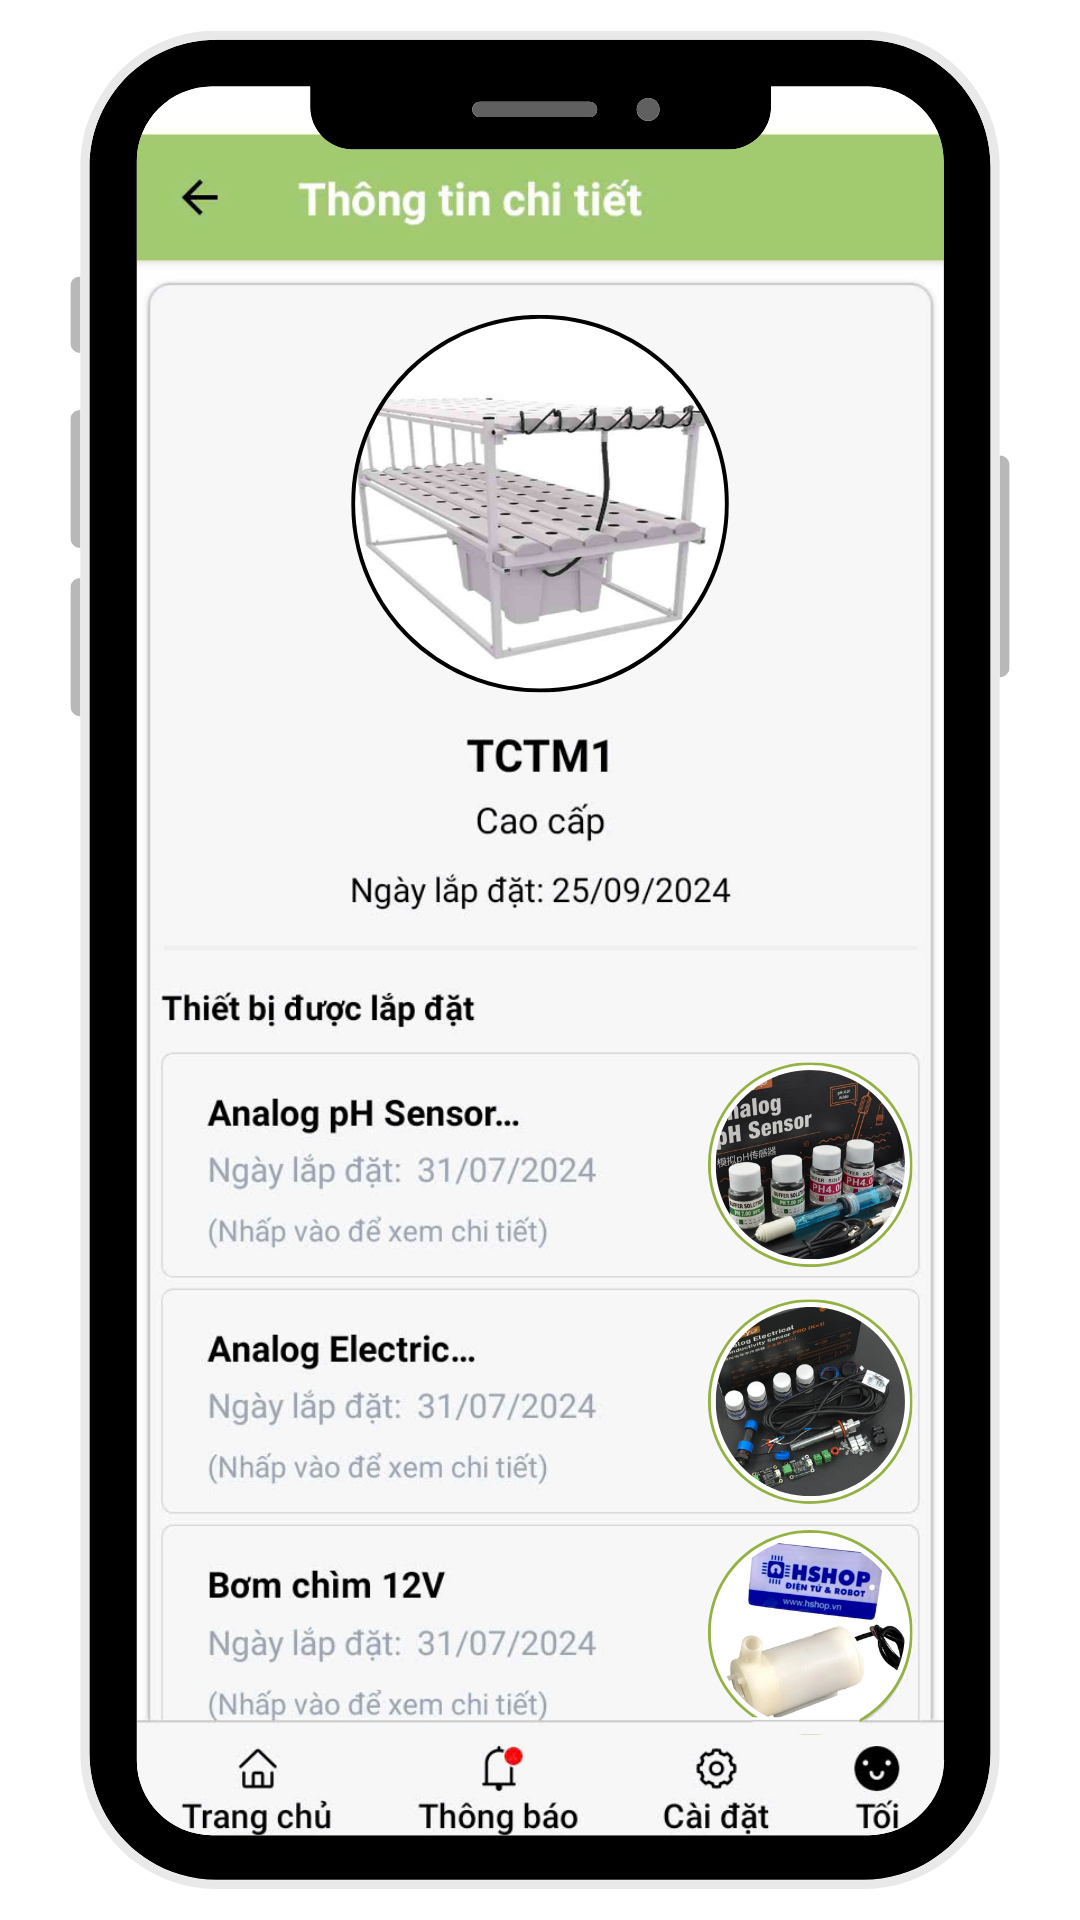 Thông tin chi tiết
TCTM1
Cao cấp
Ngày lắp đặt: 25/09/2024
Thiết bị được lắp đặt
Analog pH Sensor...
Ngày lắp đặt: 31/07/2024
(Nhấp vào để xem chi tiết)
nalog
pH Sensor
模拟pH传感器
Analog Electric...
Ngày lắp đặt: 31/07/2024
(Nhấp vào để xem chi tiết)
Bơm chìm 12V
Ngày lắp đặt: 31/07/2024
(Nhấp vào để xem chi tiết)
HSHOP
ĐIỆN TỬ & ROBOT
www.hshop.vn
Trang chủ
Thông báo
Cài đặt
Tối